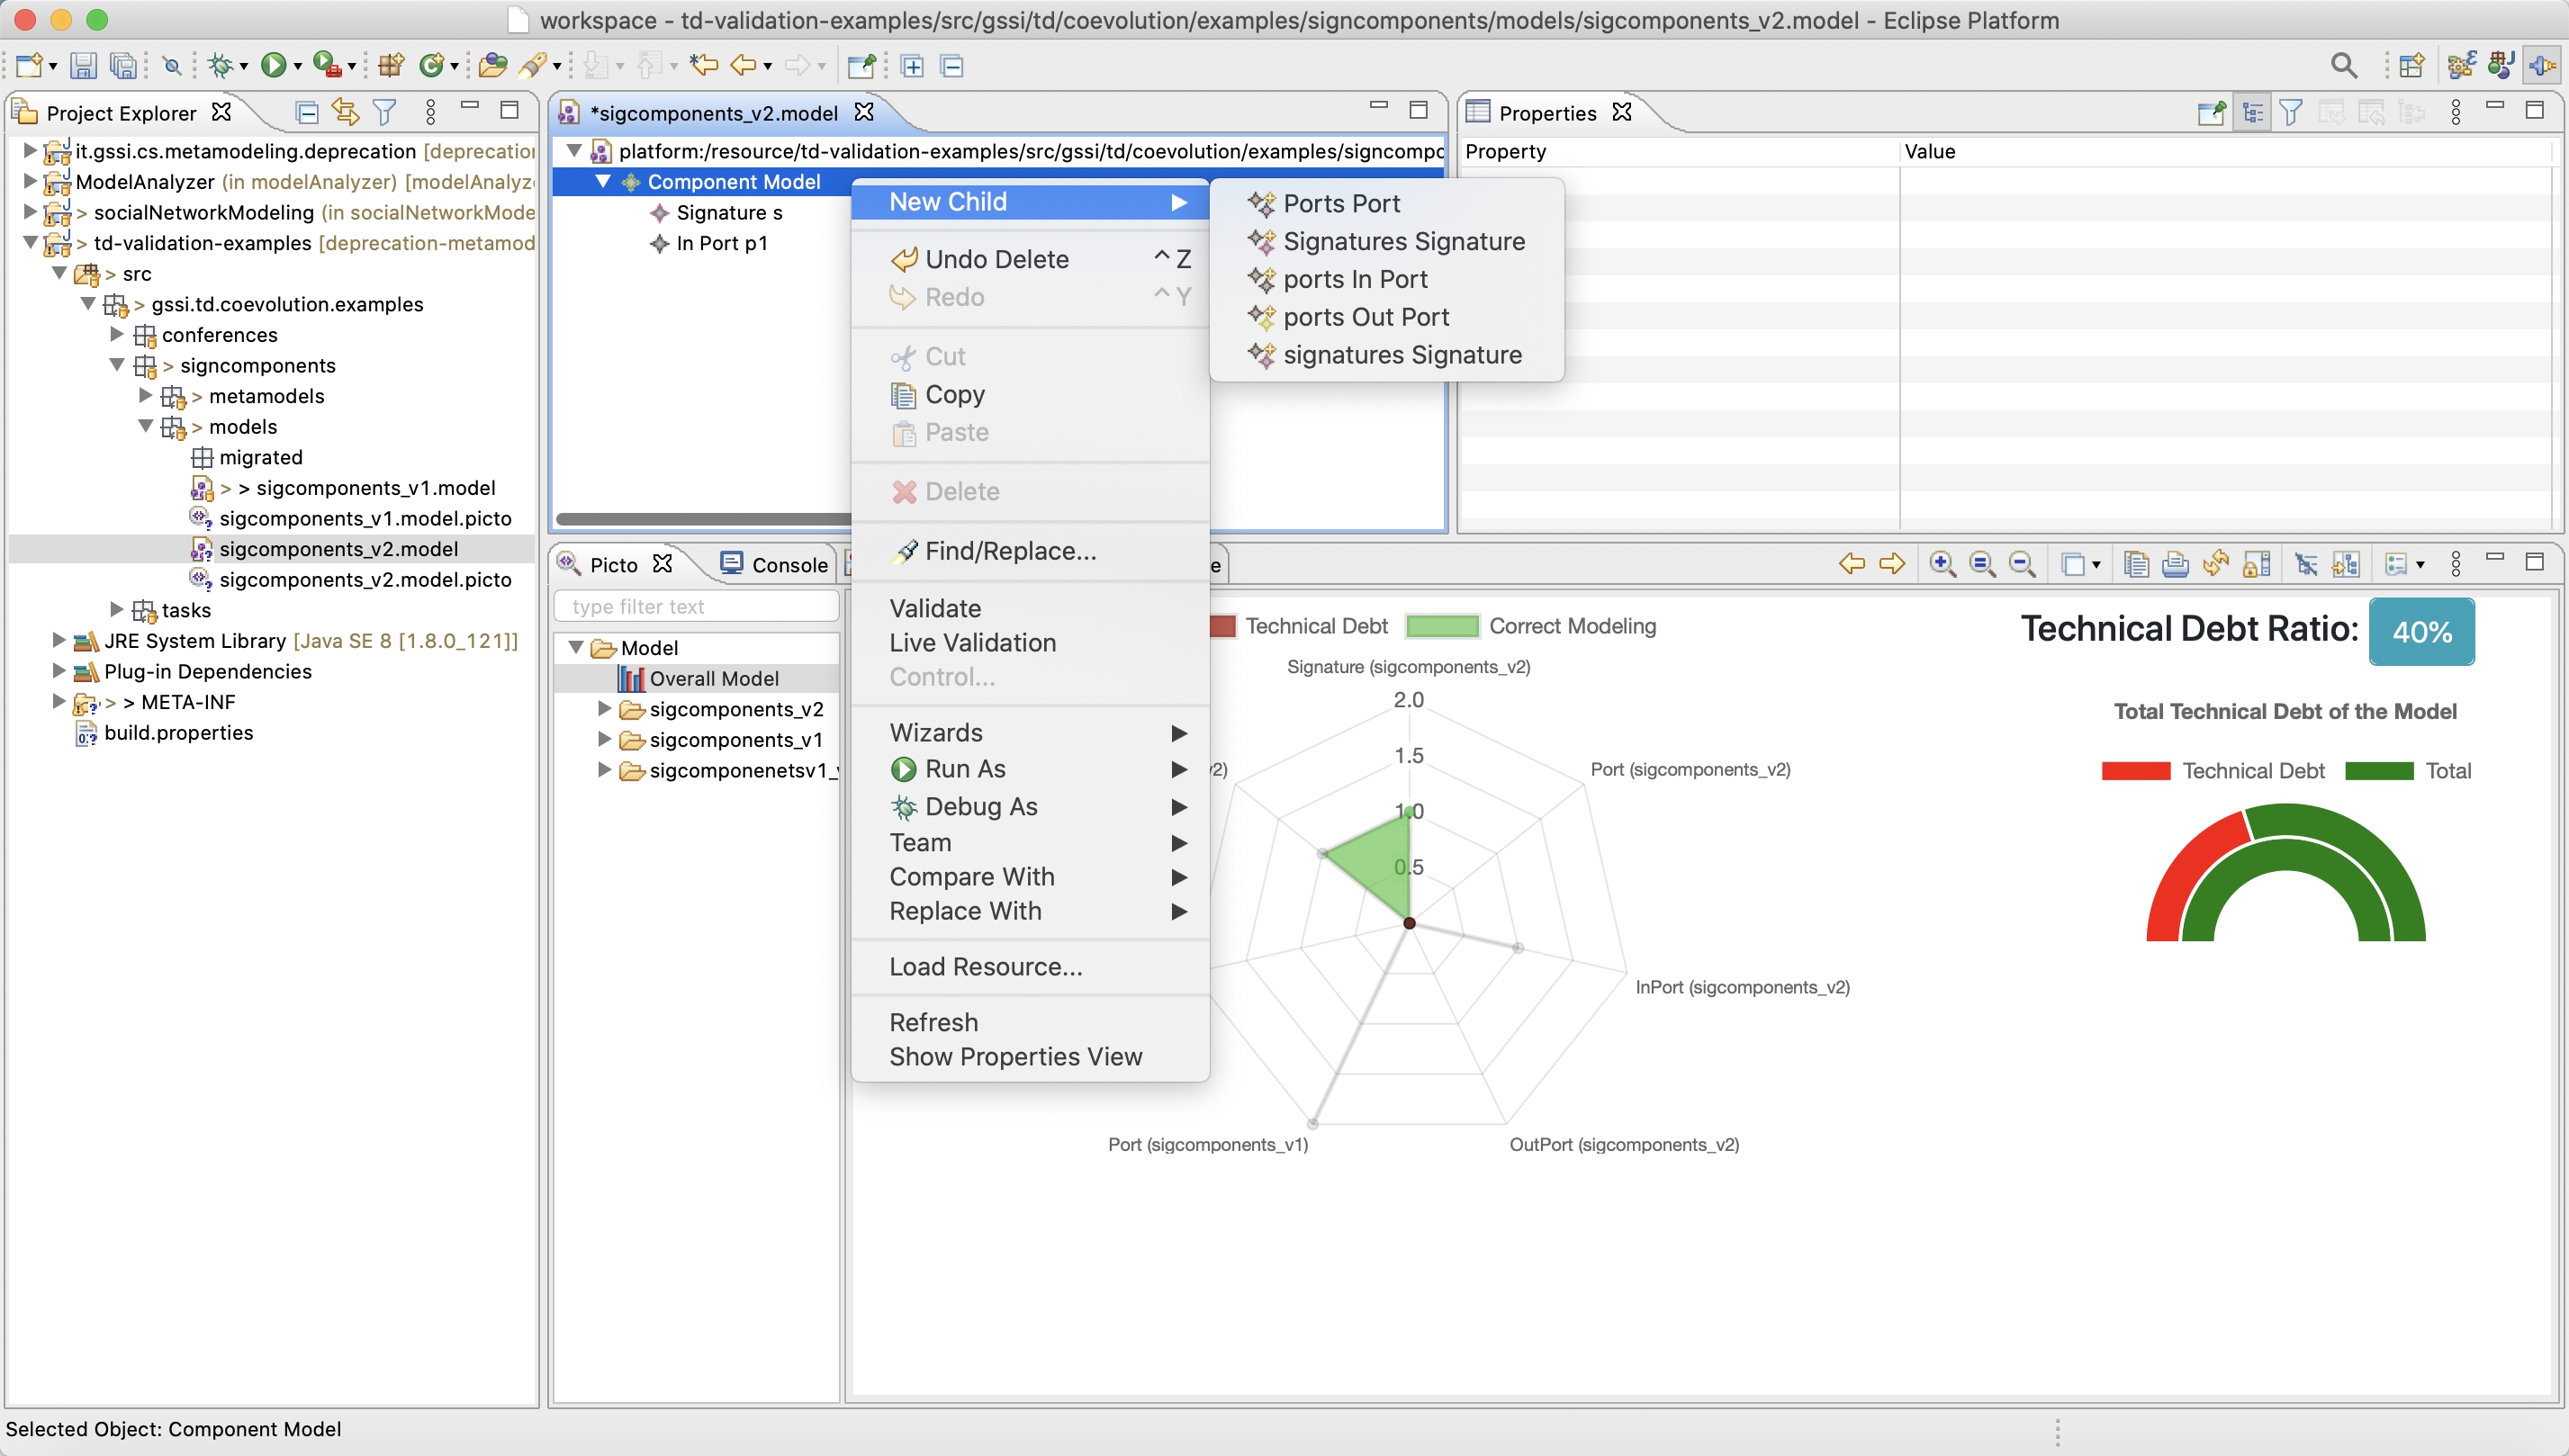 workspace - td-validation-examples/src/gssi/td/coevolution/examples/signcomponents/models/sigcomponents_v2.model - Eclipse Platform
Project Explorer
it.gssi.cs.metamodeling.deprecation
ModelAnalyzer (in modelAnalyzer)
> socialNetworkModeling (in
> td-validation-examples
> src
> gssi.td.coevolution.examples
conferences
> signcomponents
> metamodels
> models
migrated
> > sigcomponents_v1.model
sigcomponents_v1.model.picto
sigcomponents_v2.model
sigcomponents_v2.model.picto
tasks
JRE System Library [Java SE 8 [1.8.0_121]]
Plug-in Dependencies
> > META-INF
build.properties
*sigcomponents_v2.model
platform:/resource/td-validation-examples/src/gssi/td/coevolution/examples/signcompo
Component Model
Signature s
In Port p1
New Child
Undo Delete ^Z
Redo ^Y
Cut
Copy
Paste
Delete
Find/Replace...
Validate
Live Validation
Control...
Wizards
Run As
Debug As
Team
Compare With
Replace With
Load Resource...
Refresh
Show Properties View
Ports Port
Signatures Signature
ports In Port
ports Out Port
signatures Signature
Properties
Property Value
Picto
Console
e
type filter text
Model
Overall Model
sigcomponents_v2
sigcomponents_v1
sigcomponenetsv1_
Technical Debt Correct Modeling
Signature (sigcomponents_v2)
2.0
1.5
1.0
0.5
v2)
Port (sigcomponents_v2)
InPort (sigcomponents_v2)
OutPort (sigcomponents_v2)
Port (sigcomponents_v1)
Technical Debt Ratio: 40%
Total Technical Debt of the Model
Technical Debt Total
Selected Object: Component Model